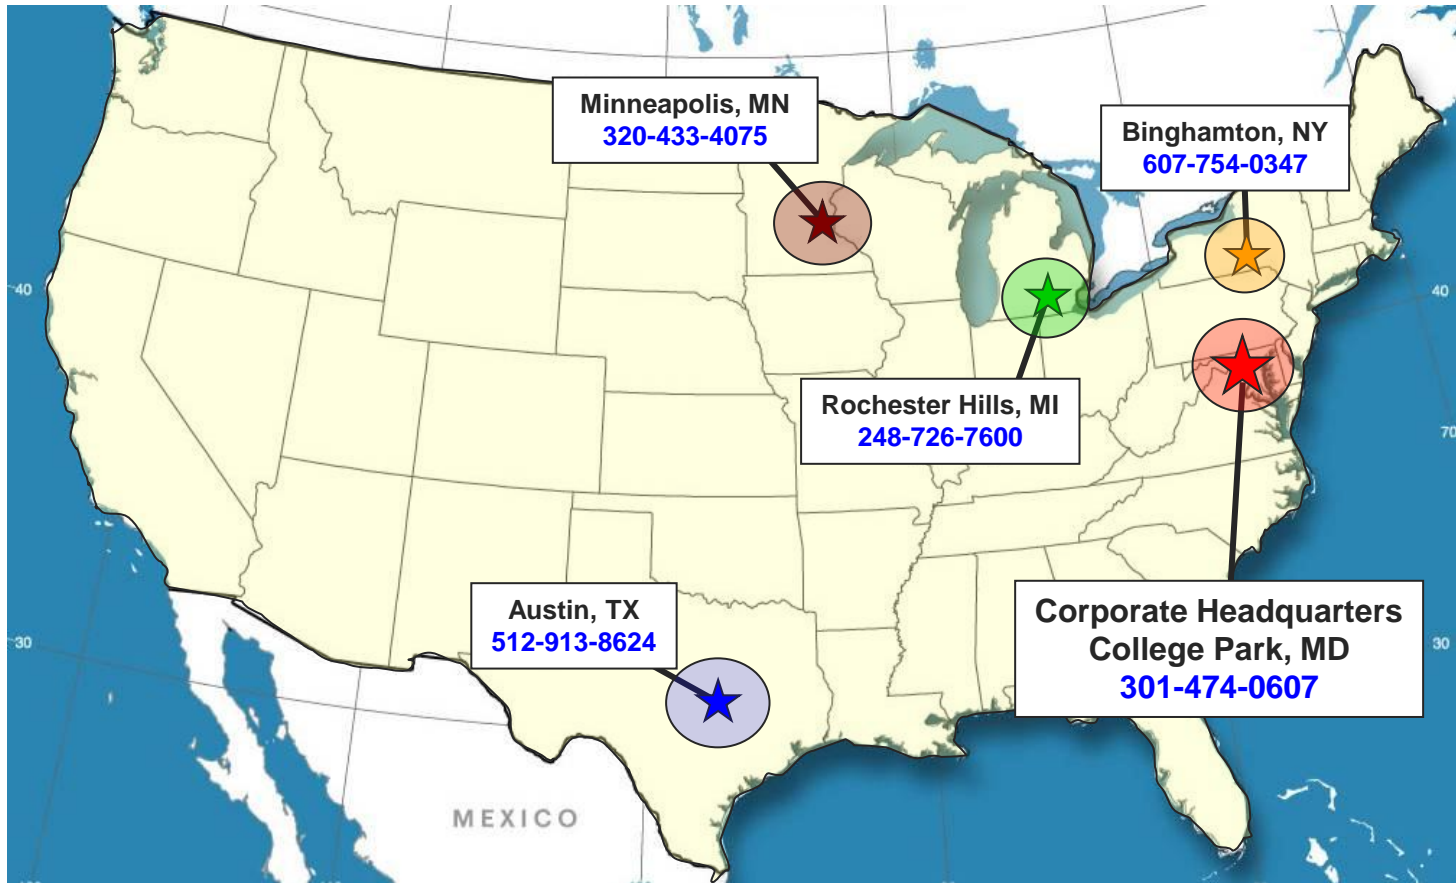 Minneapolis, MN
320-433-4075
Binghamton, NY
607-754-0347
40
40
Rochester Hills, MI
248-726-7600
70
Austin, TX
512-913-8624
Corporate Headquarters
College Park, MD
301-474-0607
30
30
MEXICO